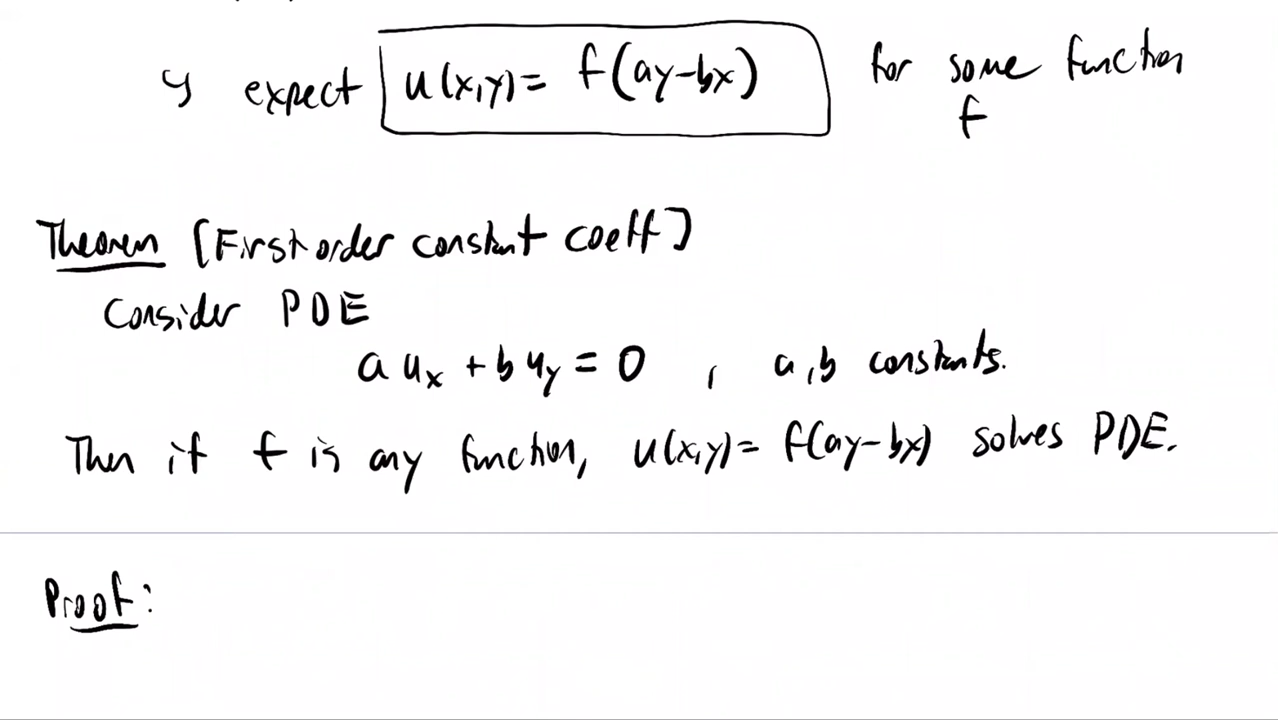 ↳ expect u(x,y) = f(ay-bx) for some function
f
Theorem [First order constant coeff]
Consider PDE
a u_x + b u_y = 0 , a, b constants.
Then if f is any function, u(x,y) = f(ay-bx) solves PDE.
Proof: